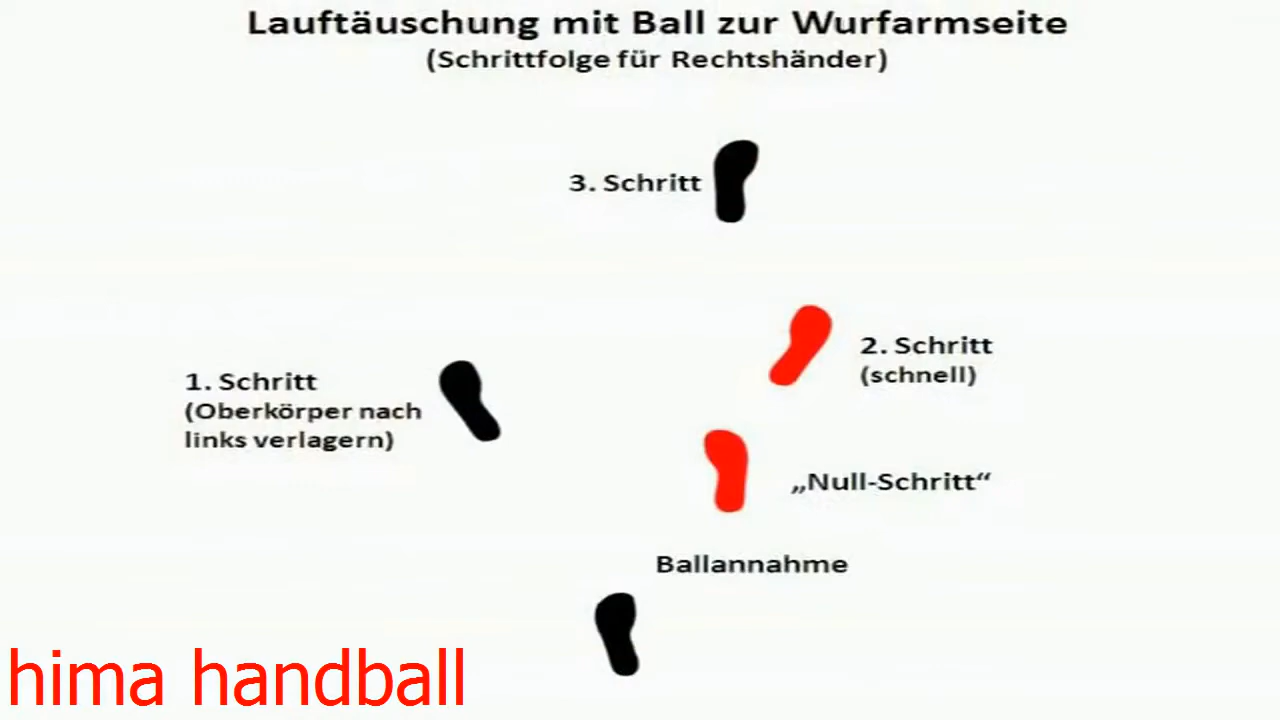 Lauftäuschung mit Ball zur Wurfarmseite
(Schrittfolge für Rechtshänder)
3. Schritt
2. Schritt
(schnell)
1. Schritt
(Oberkörper nach
links verlagern)
„Null-Schritt“
Ballannahme
hima handball